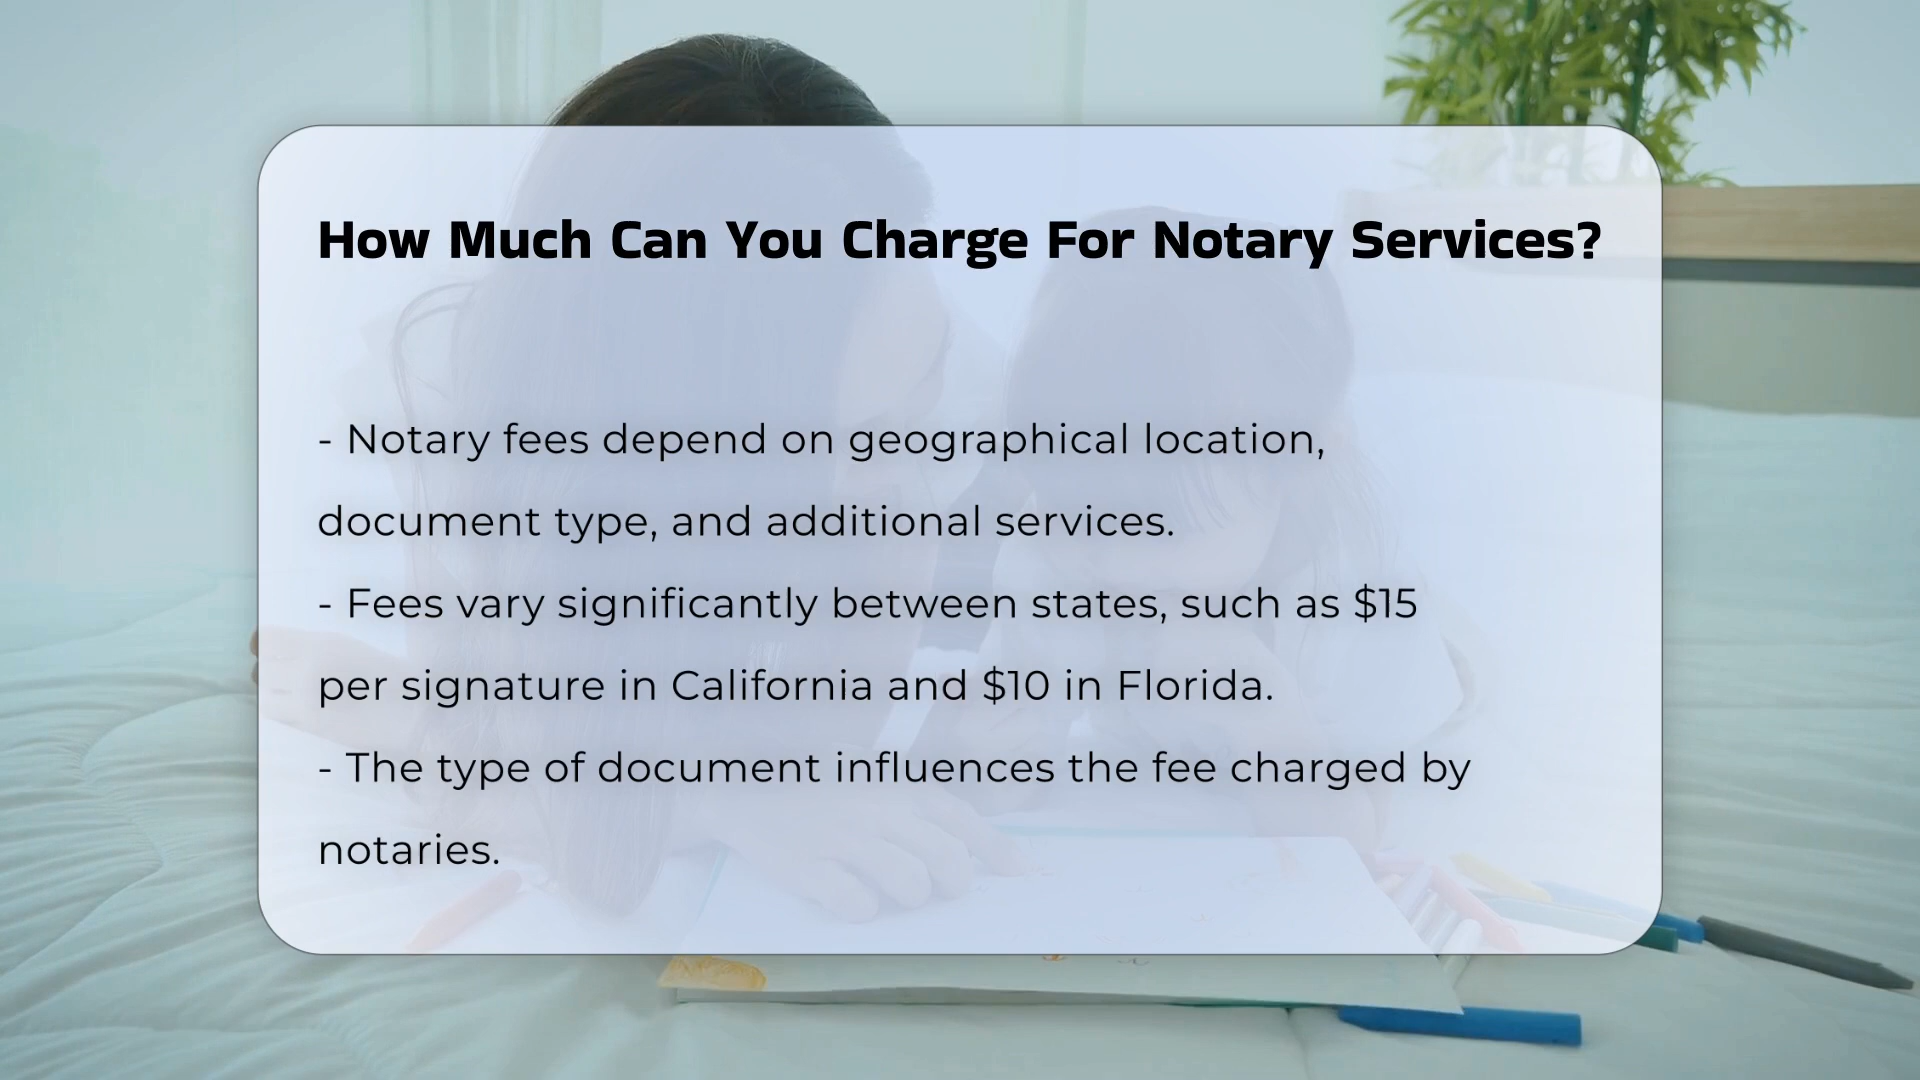 How Much Can You Charge For Notary Services?
- Notary fees depend on geographical location,
document type, and additional services.
- Fees vary significantly between states, such as $15
per signature in California and $10 in Florida.
- The type of document influences the fee charged by
notaries.